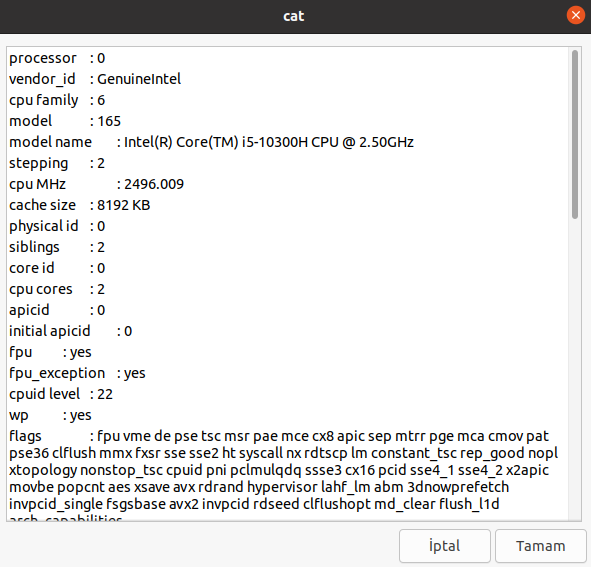 cat
processor : 0
vendor_id : GenuineIntel
cpu family : 6
model : 165
model name : Intel(R) Core(TM) i5-10300H CPU @ 2.50GHz
stepping : 2
cpu MHz : 2496.009
cache size : 8192 KB
physical id : 0
siblings : 2
core id : 0
cpu cores : 2
apicid : 0
initial apicid : 0
fpu : yes
fpu_exception : yes
cpuid level : 22
wp : yes
flags : fpu vme de pse tsc msr pae mce cx8 apic sep mtrr pge mca cmov pat
pse36 clflush mmx fxsr sse sse2 ht syscall nx rdtscp lm constant_tsc rep_good nopl
xtopology nonstop_tsc cpuid pni pclmulqdq ssse3 cx16 pcid sse4_1 sse4_2 x2apic
movbe popcnt aes xsave avx rdrand hypervisor lahf_lm abm 3dnowprefetch
invpcid_single fsgsbase avx2 invpcid rdseed clflushopt md_clear flush_l1d
arch_capabilities
İptal
Tamam